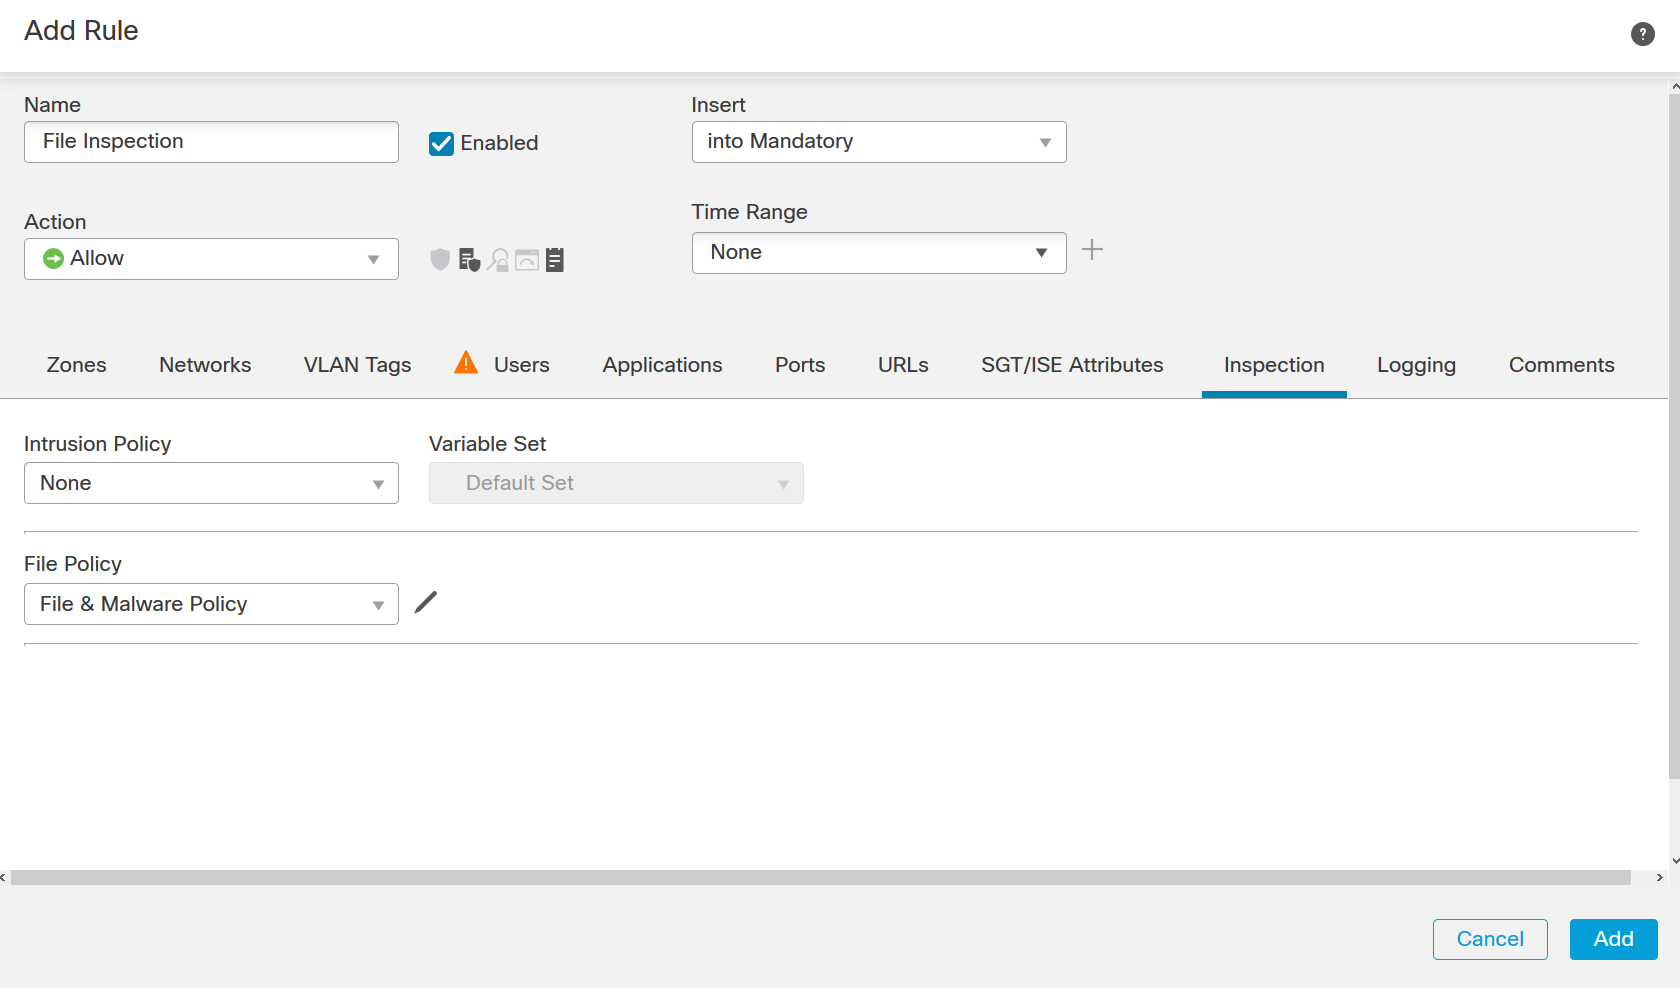 Add Rule
?
Name
Insert
File Inspection
Enabled
into Mandatory
Action
Time Range
Allow
None
Zones
Networks
VLAN Tags
Users
Applications
Ports
URLs
SGT/ISE Attributes
Inspection
Logging
Comments
Intrusion Policy
Variable Set
None
Default Set
File Policy
File & Malware Policy
Cancel
Add